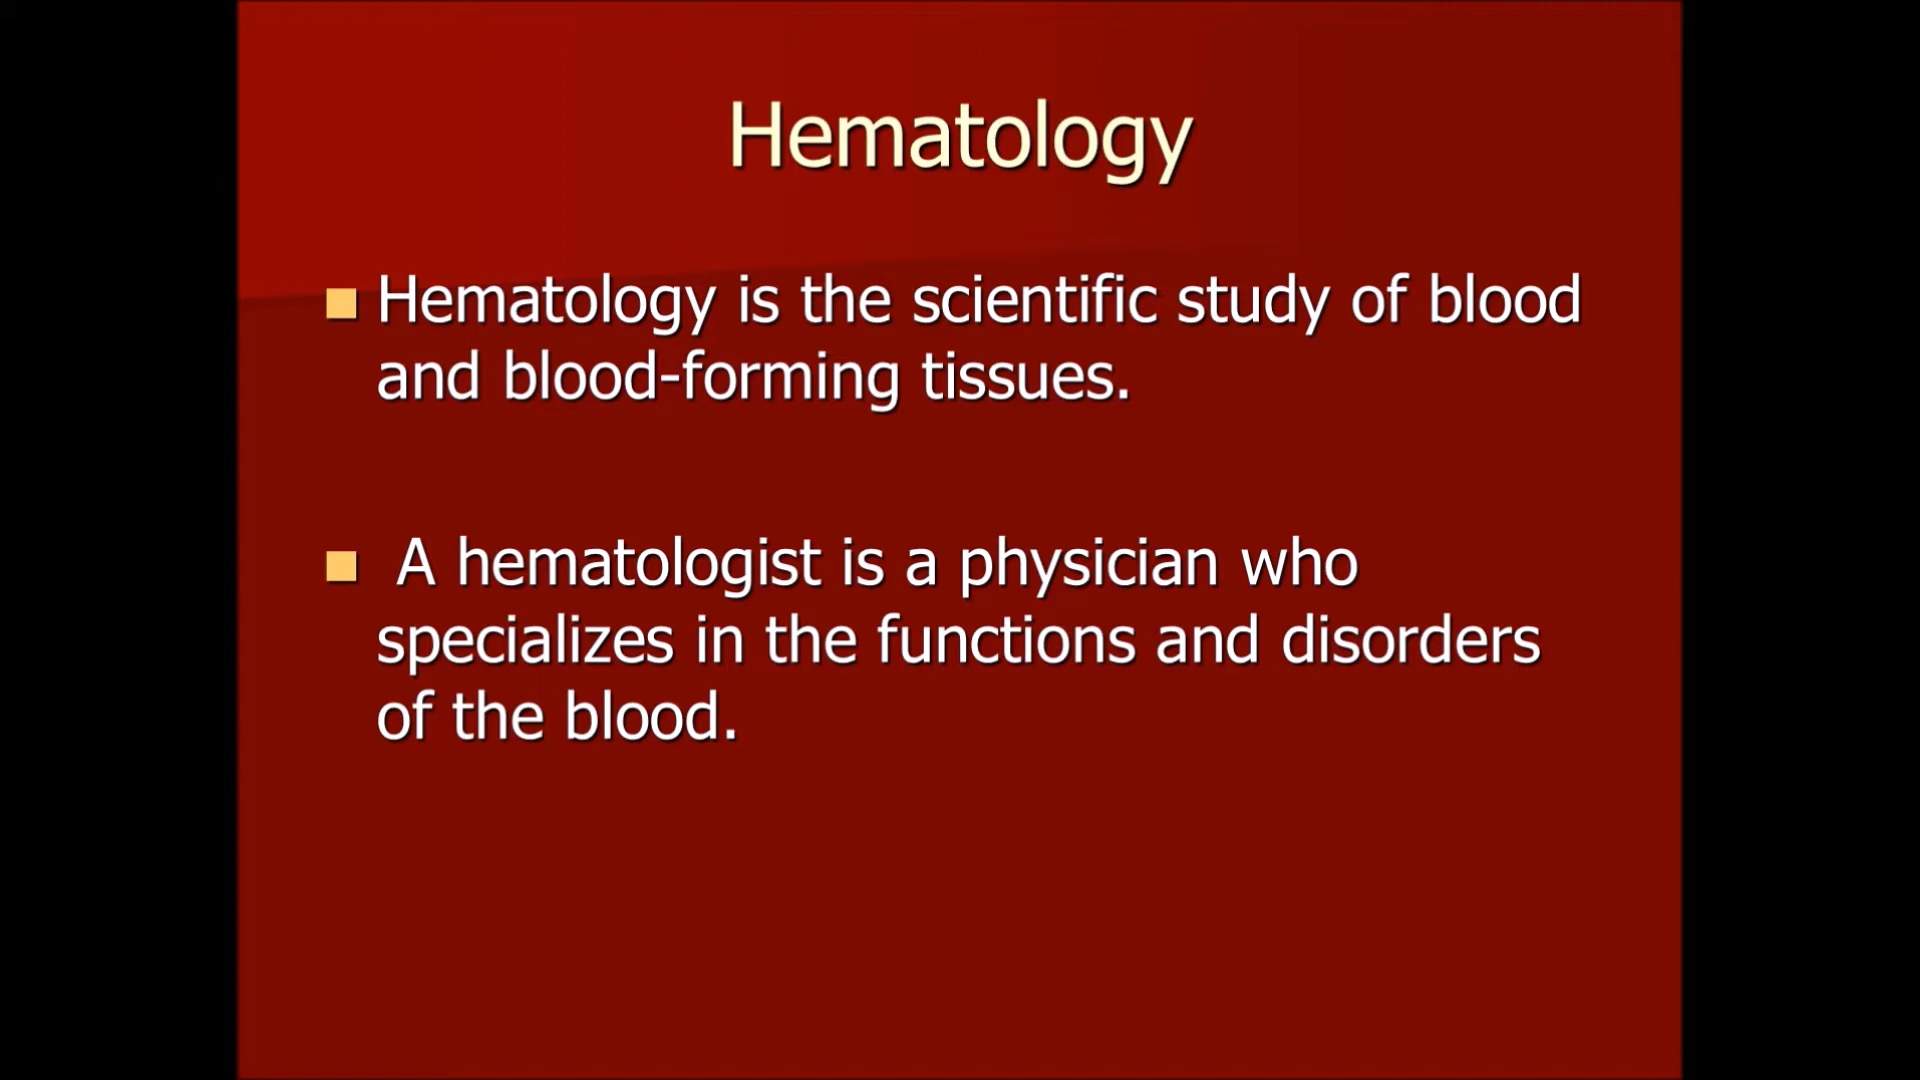 Hematology
Hematology is the scientific study of blood
and blood-forming tissues.
A hematologist is a physician who
specializes in the functions and disorders
of the blood.